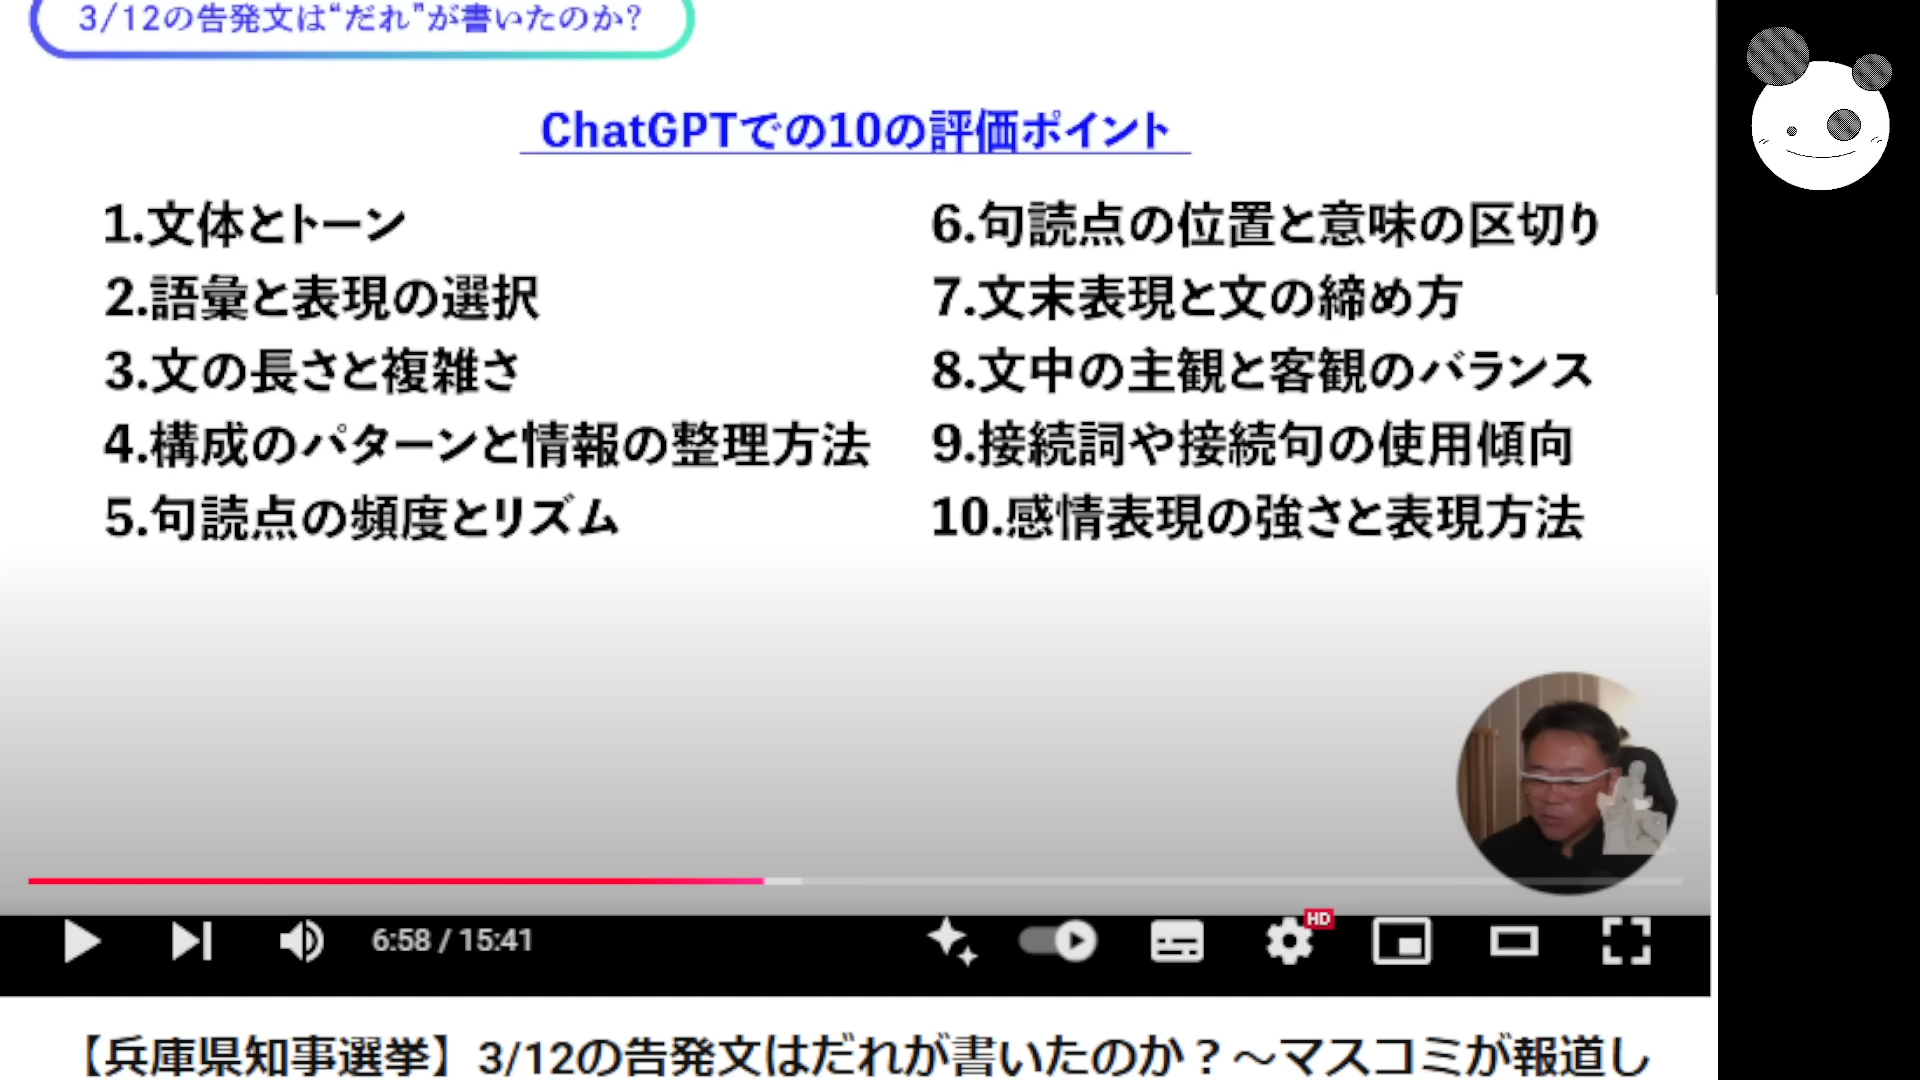 3/12の告発文は“だれ”が書いたのか?
ChatGPTでの10の評価ポイント
1.文体とトーン
2.語彙と表現の選択
3.文の長さと複雑さ
4.構成のパターンと情報の整理方法
5.句読点の頻度とリズム
6.句読点の位置と意味の区切り
7.文末表現と文の締め方
8.文中の主観と客観のバランス
9.接続詞や接続句の使用傾向
10.感情表現の強さと表現方法
6:58 / 15:41
HD
【兵庫県知事選挙】3/12の告発文はだれが書いたのか？～マスコミが報道し